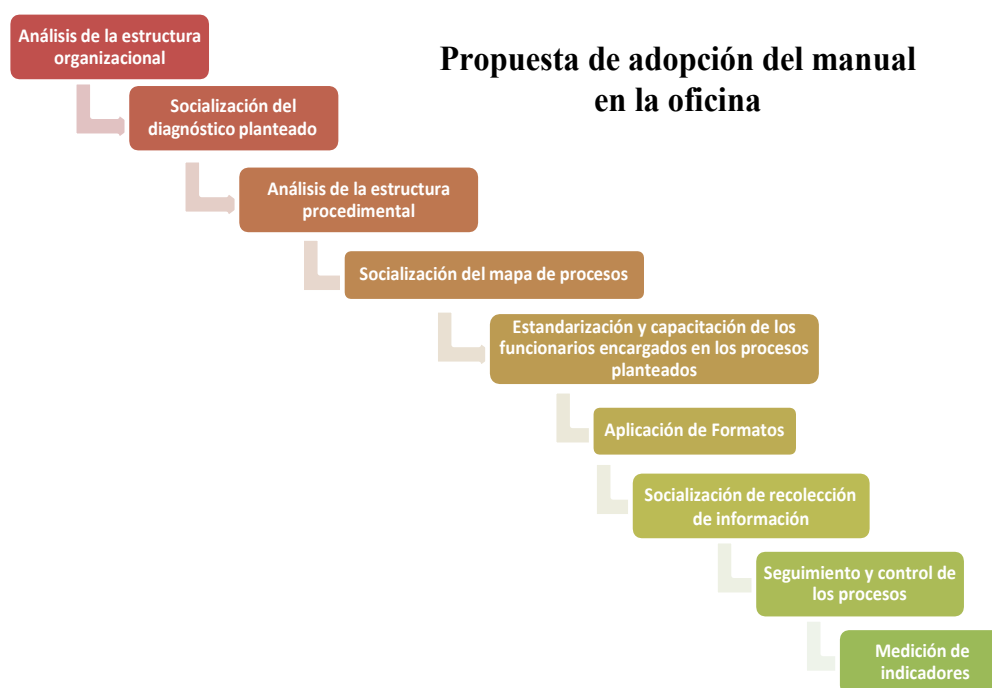 Propuesta de adopción del manual
en la oficina
Análisis de la estructura
organizacional
Socialización del
diagnóstico planteado
Análisis de la estructura
procedimental
Socialización del mapa de procesos
Estandarización y capacitación de los
funcionarios encargados en los procesos
planteados
Aplicación de Formatos
Socialización de recolección
de información
Seguimiento y control de
los procesos
Medición de
indicadores